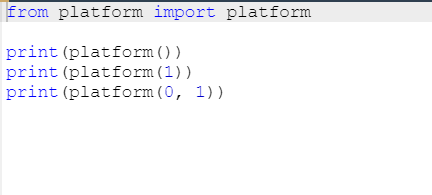 from platform import platform
print(platform())
print(platform(1))
print(platform(0, 1))